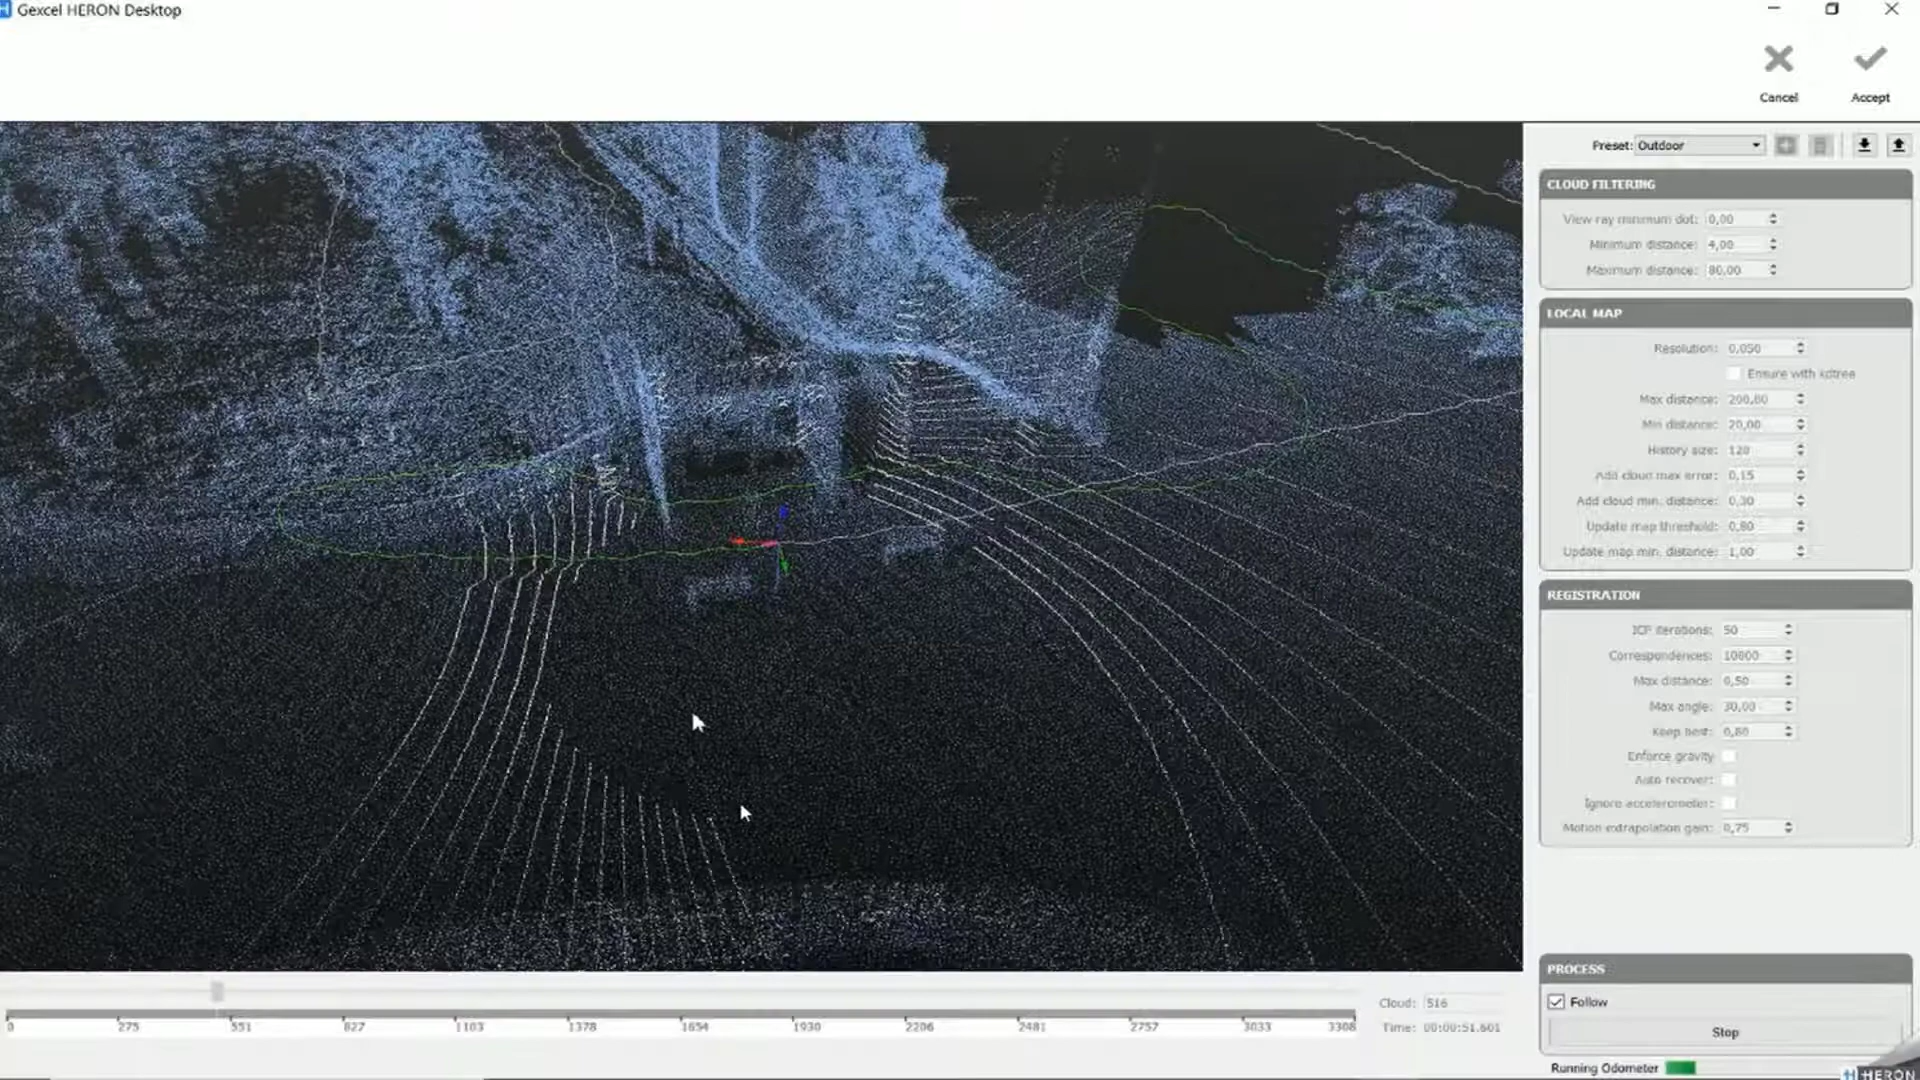 Gexcel HERON Desktop
Cancel
Accept
Preset: Outdoor
CLOUD FILTERING
View ray minimum dot: 0,00
Minimum distance: 4,00
Maximum distance: 80,00
LOCAL MAP
Resolution: 0,050
Ensure with kdtree
Max distance: 200,00
Min distance: 20,00
History size: 120
Add cloud max error: 0,15
Add cloud min. distance: 0,30
Update map threshold: 0,80
Update map min. distance: 1,00
REGISTRATION
ICP iterations: 50
Correspondences: 10000
Max distance: 0,50
Max angle: 30,00
Keep best: 0,80
Enforce gravity
Auto recover:
Ignore accelerometer:
Motion extrapolation gain: 0,75
PROCESS
Follow
Stop
Running Odometer
HERON
0 275 551 827 1103 1378 1654 1930 2206 2481 2757 3033 3308
Cloud: 516
Time: 00:00:51.601